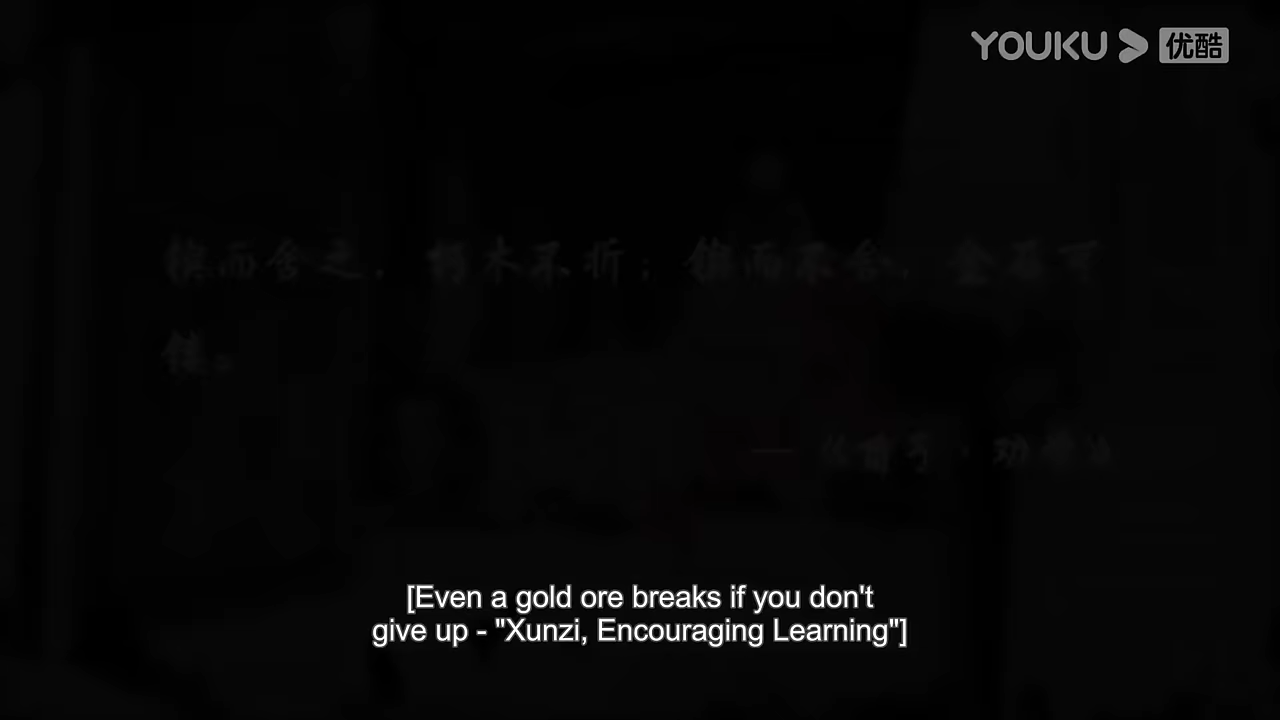 YOUKU 优酷
锲而舍之，朽木不折；锲而不舍，金石可
镂。
—《荀子·劝学》
[Even a gold ore breaks if you don't
give up - "Xunzi, Encouraging Learning"]